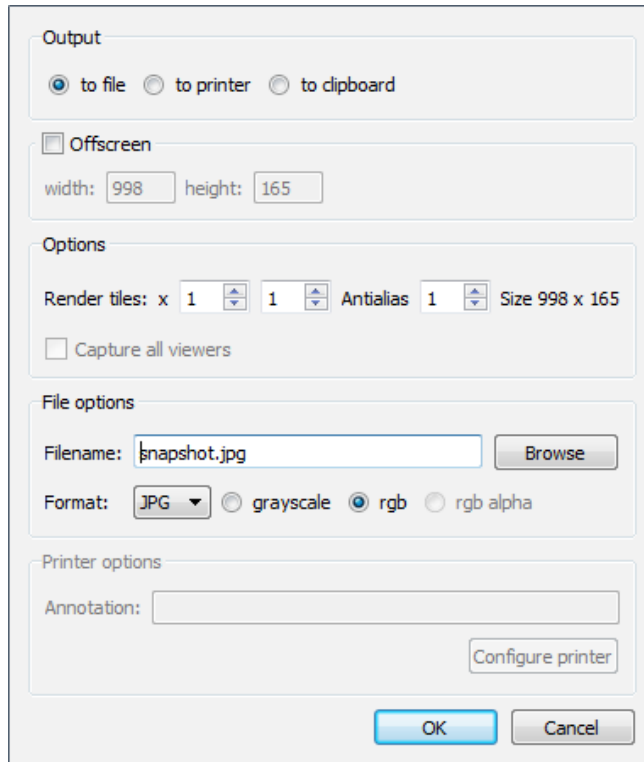 Output
to file to printer to clipboard
Offscreen
width: 998 height: 165
Options
Render tiles: x 1 1 Antialias 1 Size 998 x 165
Capture all viewers
File options
Filename: snapshot.jpg Browse
Format: JPG grayscale rgb rgb alpha
Printer options
Annotation:
Configure printer
OK Cancel